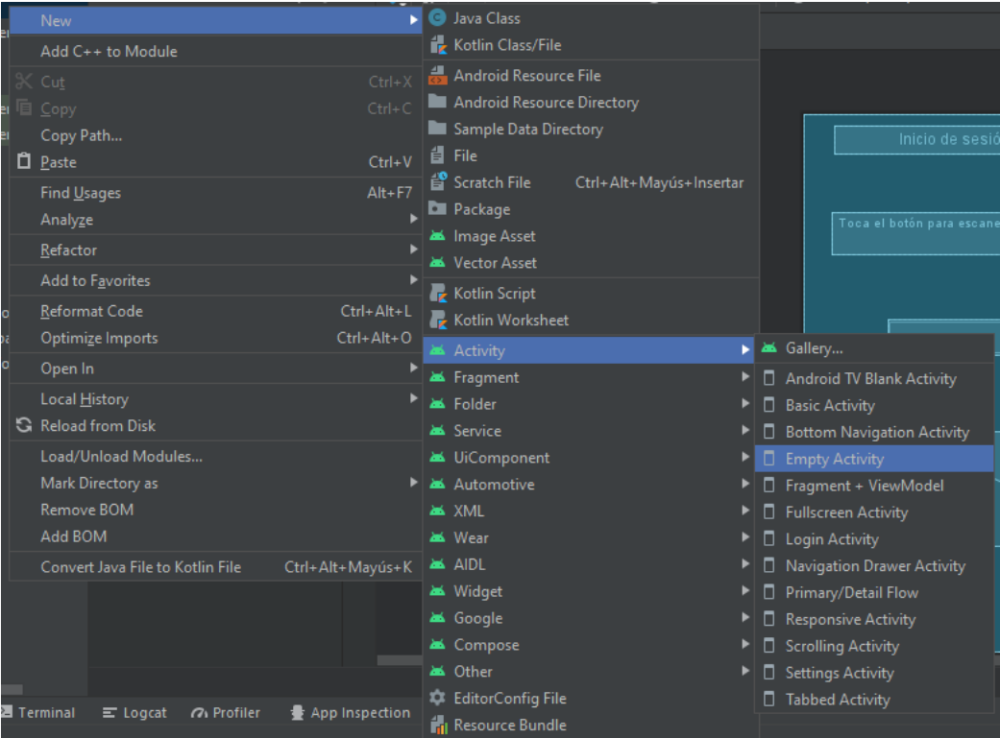 New
Add C++ to Module
Cut Ctrl+X
Copy Ctrl+C
Copy Path...
Paste Ctrl+V
Find Usages Alt+F7
Analyze
Refactor
Add to Favorites
Reformat Code Ctrl+Alt+L
Optimize Imports Ctrl+Alt+O
Open In
Local History
Reload from Disk
Load/Unload Modules...
Mark Directory as
Remove BOM
Add BOM
Convert Java File to Kotlin File Ctrl+Alt+Mayús+K
Java Class
Kotlin Class/File
Android Resource File
Android Resource Directory
Sample Data Directory
File
Scratch File Ctrl+Alt+Mayús+Insertar
Package
Image Asset
Vector Asset
Kotlin Script
Kotlin Worksheet
Activity
Fragment
Folder
Service
UiComponent
Automotive
XML
Wear
AIDL
Widget
Google
Compose
Other
EditorConfig File
Resource Bundle
Gallery...
Android TV Blank Activity
Basic Activity
Bottom Navigation Activity
Empty Activity
Fragment + ViewModel
Fullscreen Activity
Login Activity
Navigation Drawer Activity
Primary/Detail Flow
Responsive Activity
Scrolling Activity
Settings Activity
Tabbed Activity
Inicio de sesió
Toca el botón para escane
Terminal Logcat Profiler App Inspection